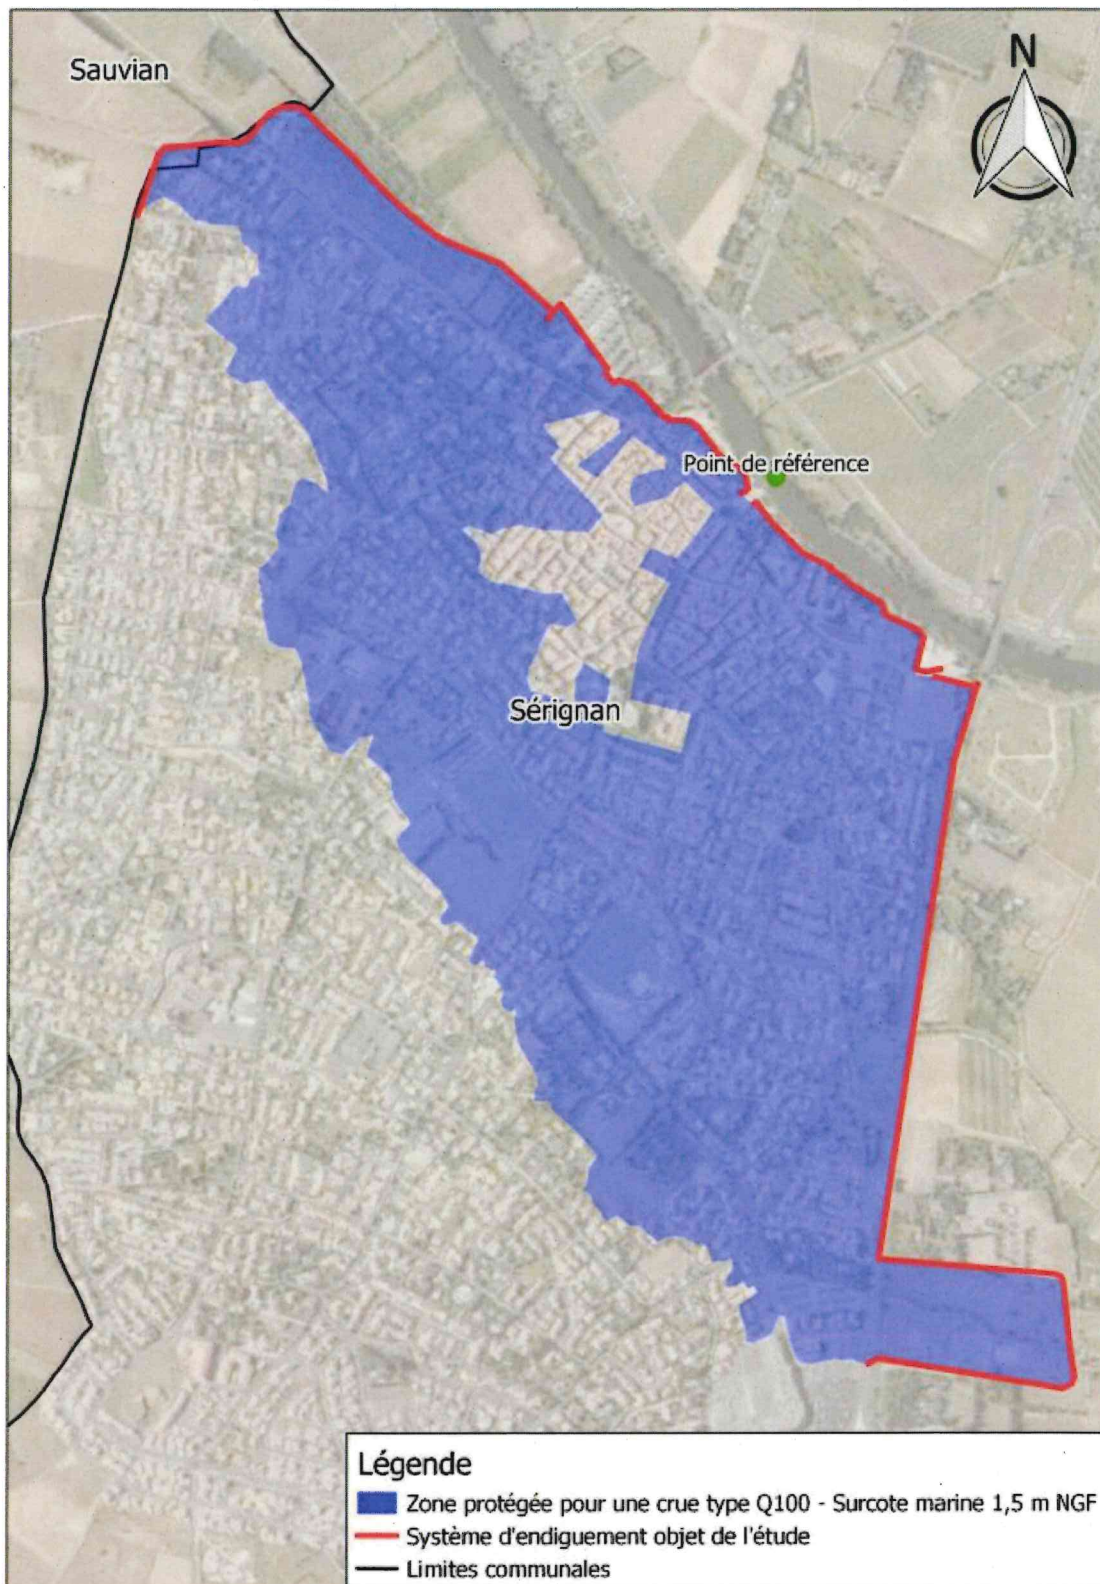 Sauvian
N
Point de référence
Sérignan
Légende
Zone protégée pour une crue type Q100 - Surcote marine 1,5 m NGF
Système d'endiguement objet de l'étude
Limites communales